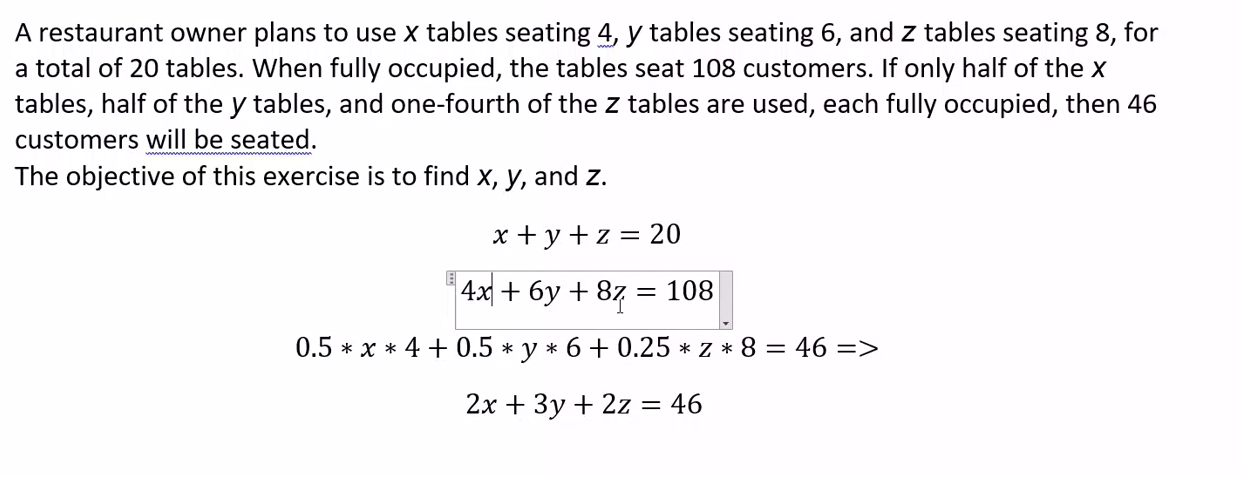 A restaurant owner plans to use x tables seating 4, y tables seating 6, and z tables seating 8, for
a total of 20 tables. When fully occupied, the tables seat 108 customers. If only half of the x
tables, half of the y tables, and one-fourth of the z tables are used, each fully occupied, then 46
customers will be seated.
The objective of this exercise is to find x, y, and z.
x + y + z = 20
4x + 6y + 8z = 108
0.5 * x * 4 + 0.5 * y * 6 + 0.25 * z * 8 = 46 =>
2x + 3y + 2z = 46